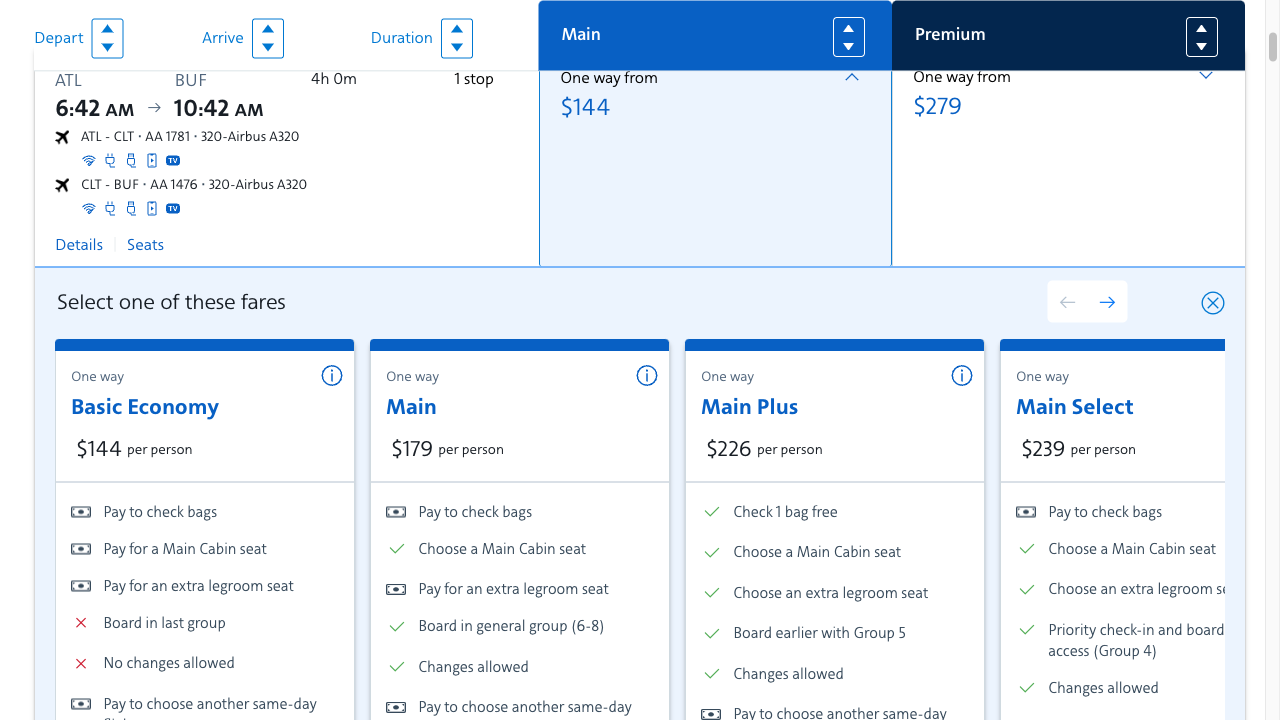 Depart
Arrive
Duration
Main
Premium
ATL
BUF
4h 0m
1 stop
One way from
One way from
6:42 AM → 10:42 AM
$144
$279
ATL - CLT • AA 1781 • 320-Airbus A320
TV
CLT - BUF • AA 1476 • 320-Airbus A320
TV
Details
Seats
Select one of these fares
One way
Basic Economy
$144 per person
Pay to check bags
Pay for a Main Cabin seat
Pay for an extra legroom seat
Board in last group
No changes allowed
Pay to choose another same-day
One way
Main
$179 per person
Pay to check bags
Choose a Main Cabin seat
Pay for an extra legroom seat
Board in general group (6-8)
Changes allowed
Pay to choose another same-day
One way
Main Plus
$226 per person
Check 1 bag free
Choose a Main Cabin seat
Choose an extra legroom seat
Board earlier with Group 5
Changes allowed
Pay to choose another same-day
One way
Main Select
$239 per person
Pay to check bags
Choose a Main Cabin seat
Choose an extra legroom se
Priority check-in and board
access (Group 4)
Changes allowed